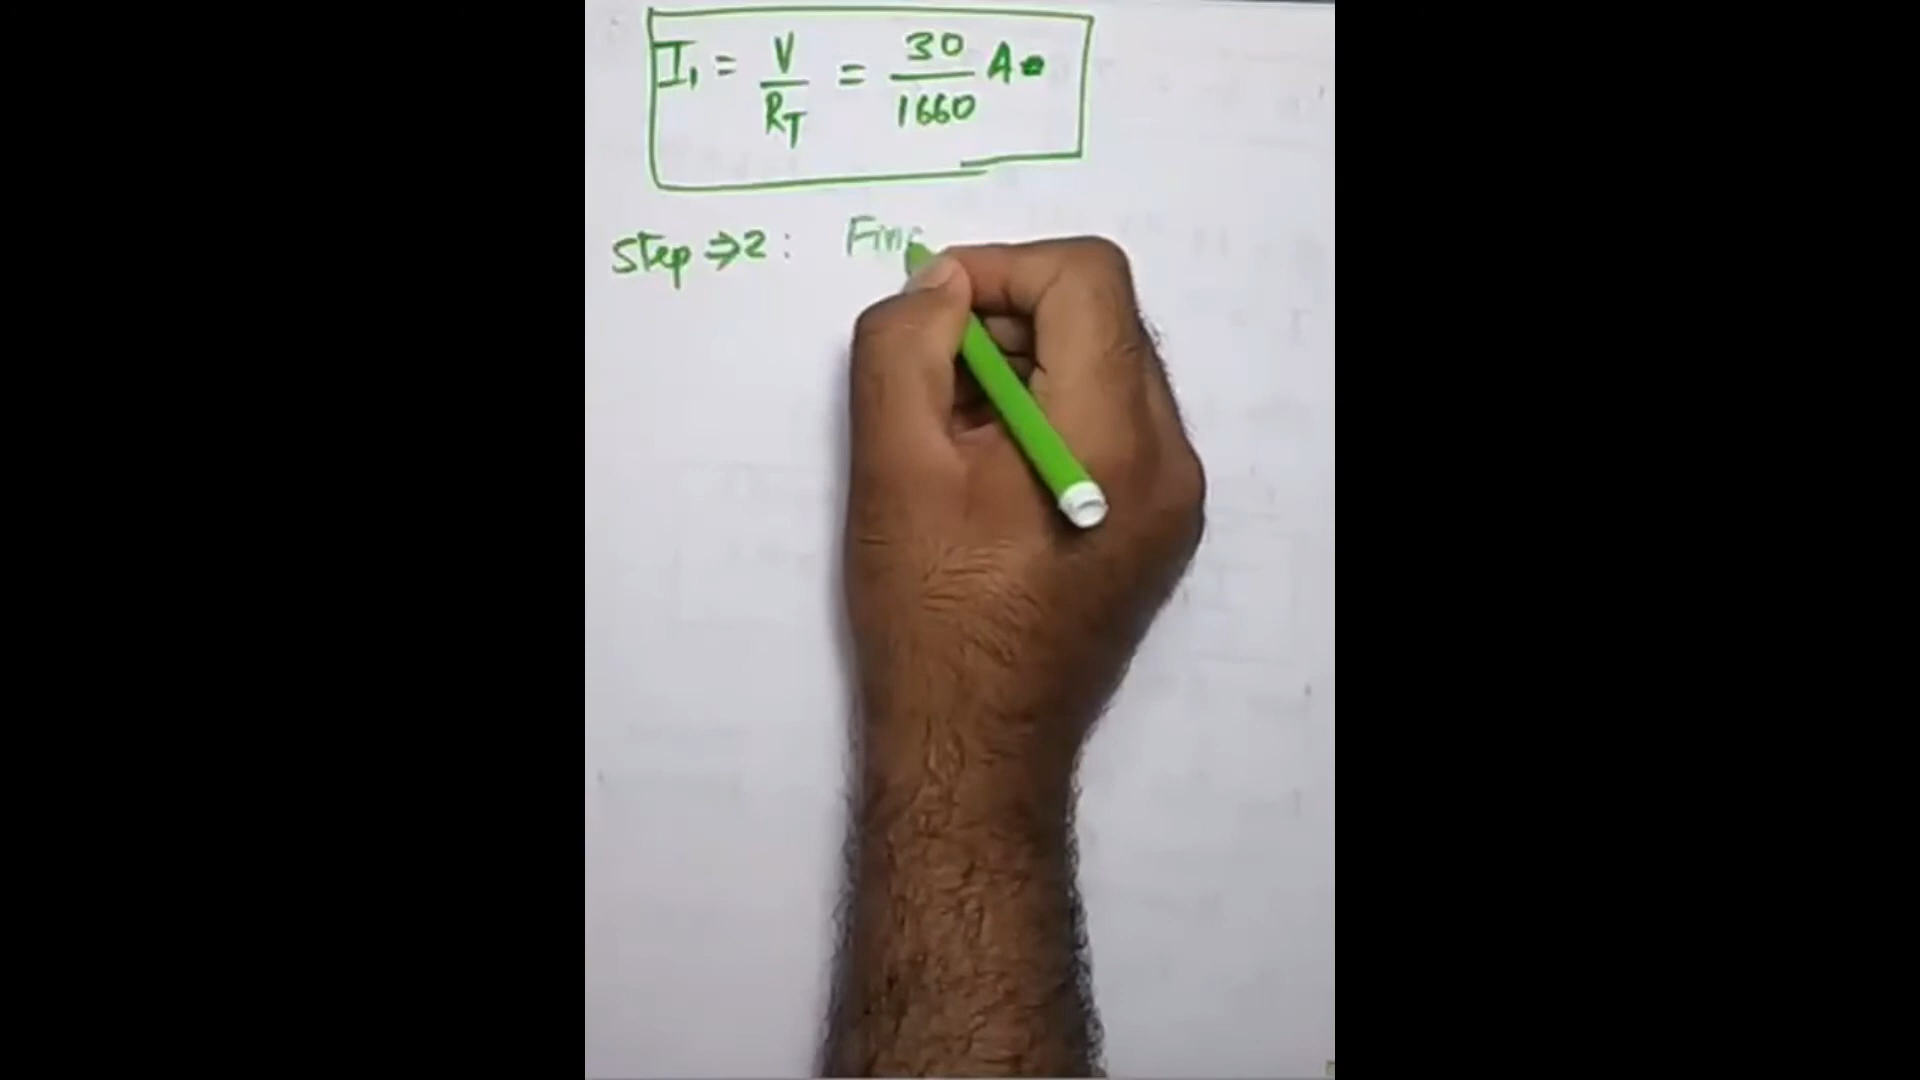 I₁ = V/R_T = 30/1660 A
Step ⇒ 2 : Fin